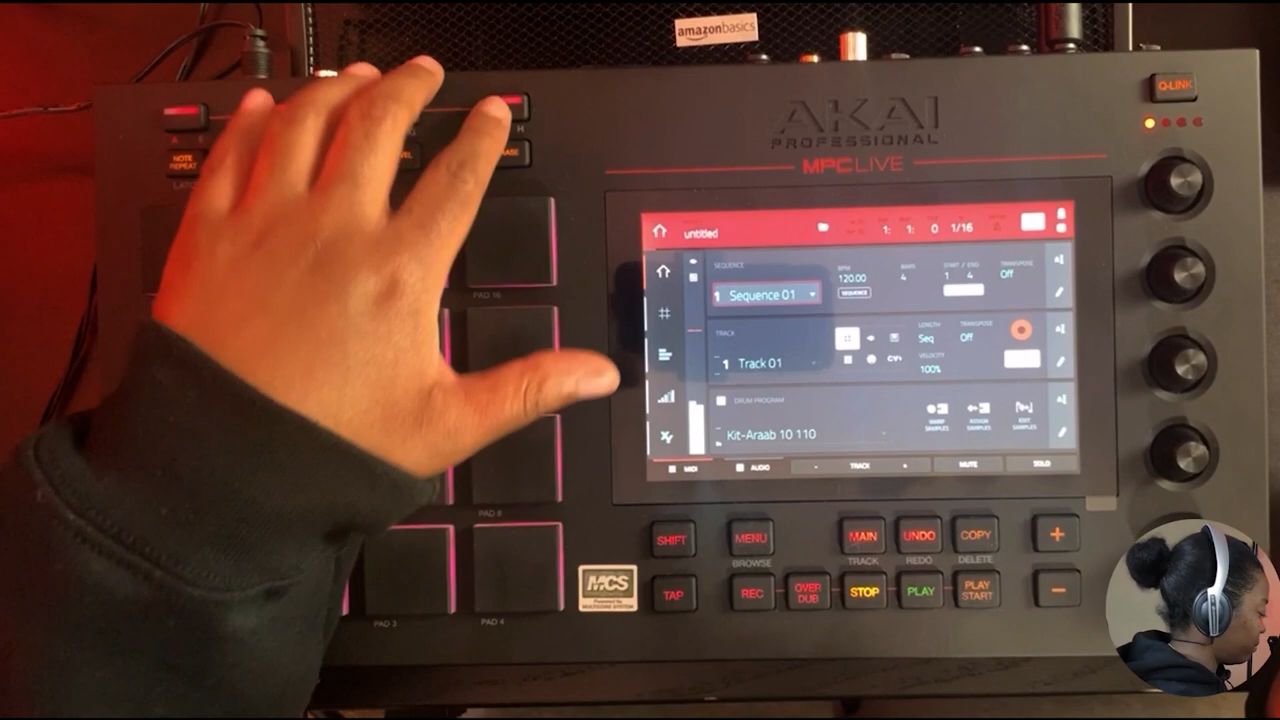 amazonbasics
AKAI
PROFESSIONAL
MPC LIVE
Q-LINK
A
H
NOTE
REPEAT
PAD 16
PAD 8
PAD 3
PAD 4
untitled
1: 1: 0 1/16
SEQUENCE
1 Sequence 01
BPM
120.00
SEQUENCE
BARS
4
START / END
1 4
TRANSPOSE
Off
TRACK
1 Track 01
LENGTH
Seq
TRANSPOSE
Off
VELOCITY
100%
DRUM PROGRAM
Kit-Araab 10 110
WARP
SAMPLES
ASSIGN
SAMPLES
EDIT
SAMPLES
MIDI
AUDIO
- TRACK +
MUTE
SOLO
SHIFT
MENU
BROWSE
MAIN
TRACK
UNDO
REDO
COPY
DELETE
+
MCS
Powered by
MULTICORE SYSTEM
TAP
REC
OVER
DUB
STOP
PLAY
PLAY
START
-